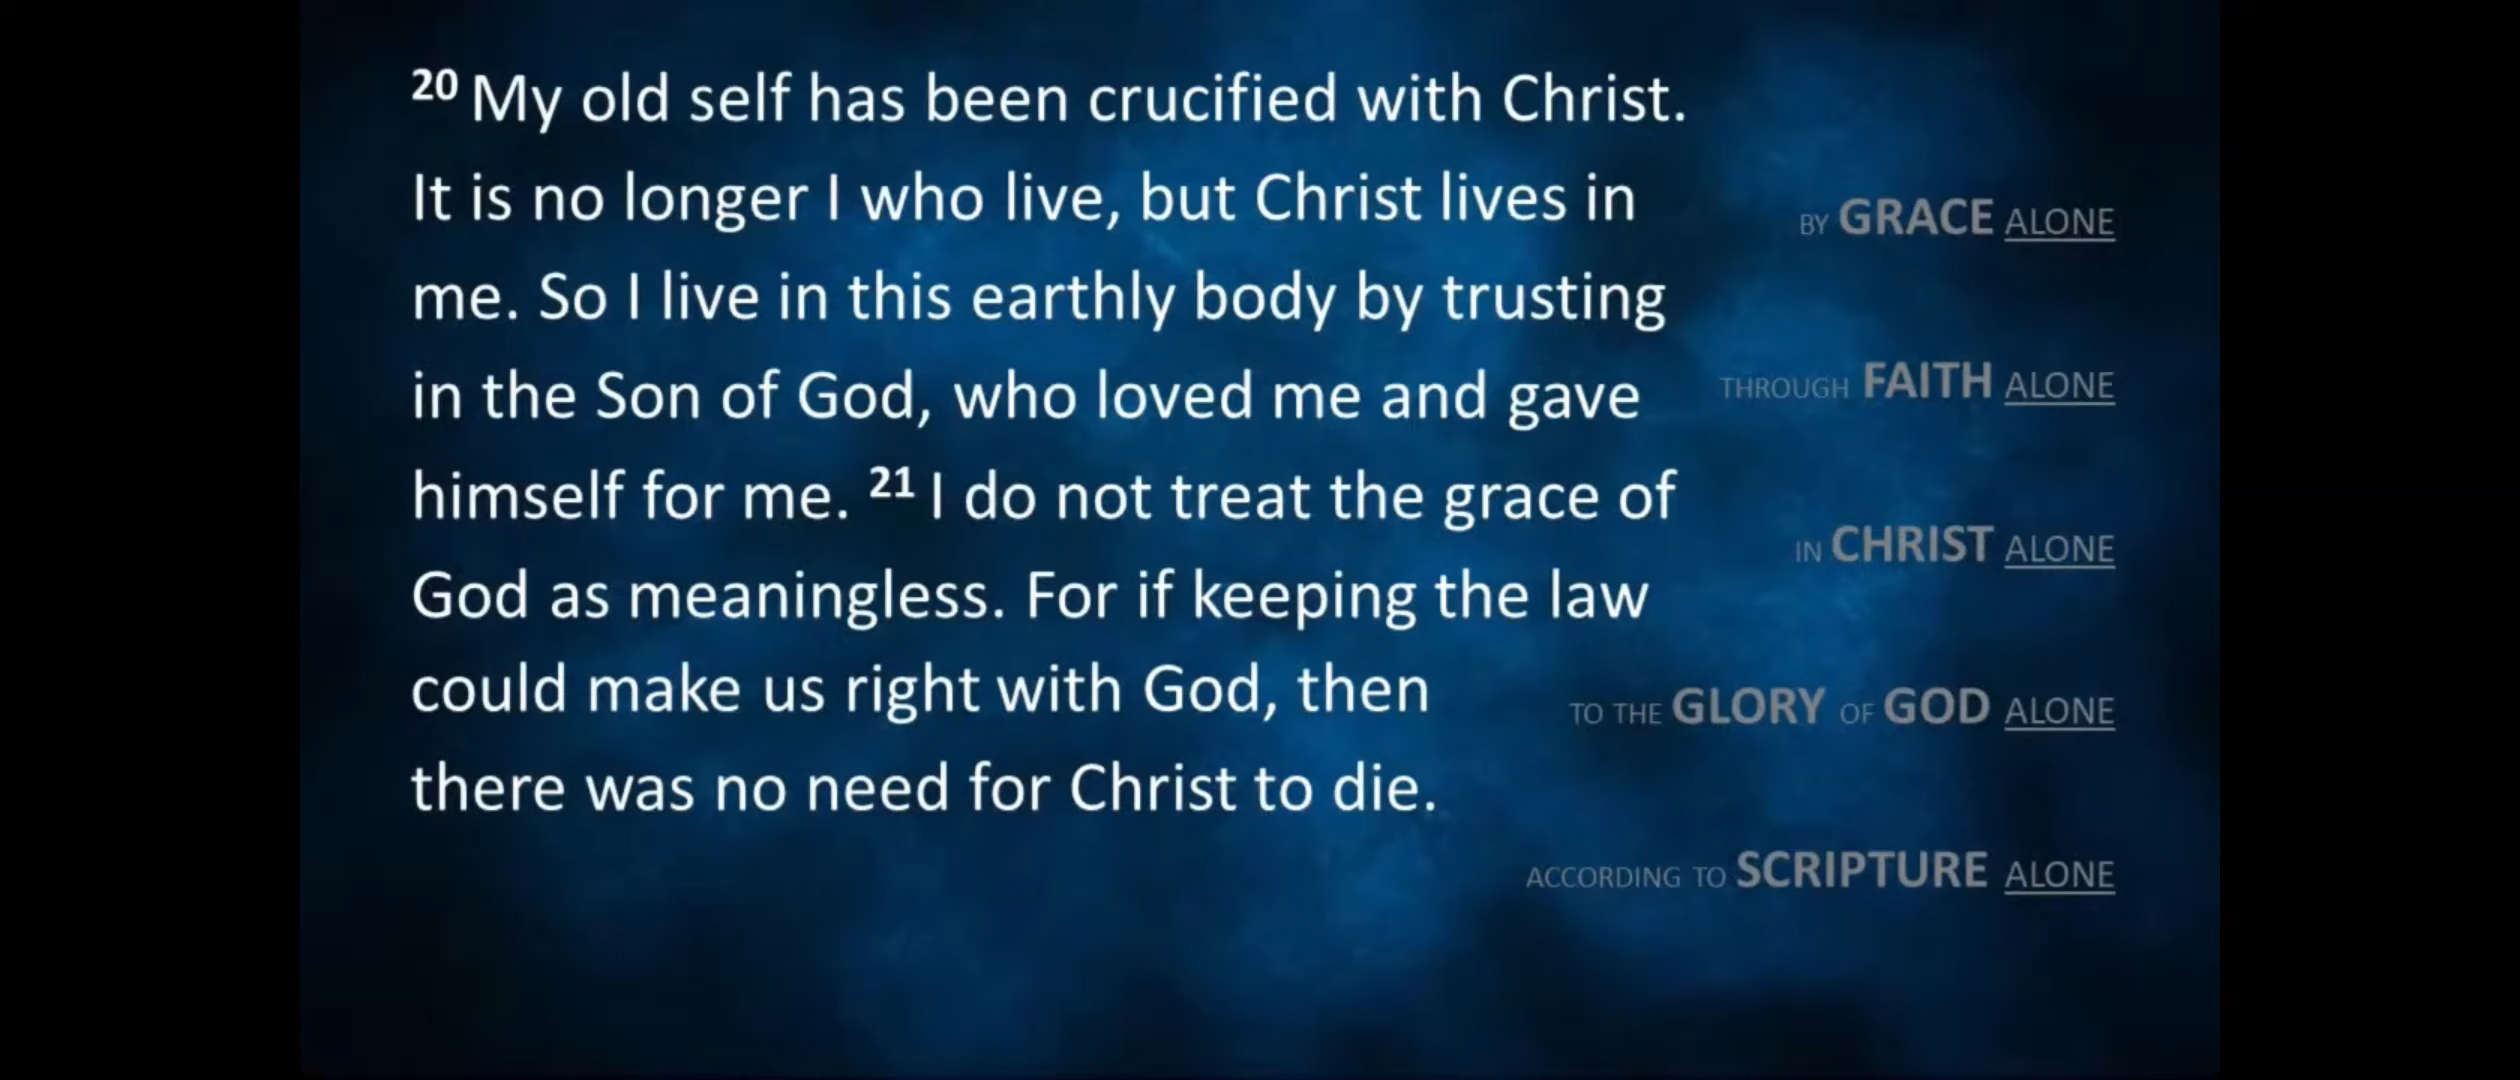 20 My old self has been crucified with Christ.
It is no longer I who live, but Christ lives in
me. So I live in this earthly body by trusting
in the Son of God, who loved me and gave
himself for me. 21 I do not treat the grace of
God as meaningless. For if keeping the law
could make us right with God, then
there was no need for Christ to die.
BY GRACE ALONE
THROUGH FAITH ALONE
IN CHRIST ALONE
TO THE GLORY OF GOD ALONE
ACCORDING TO SCRIPTURE ALONE